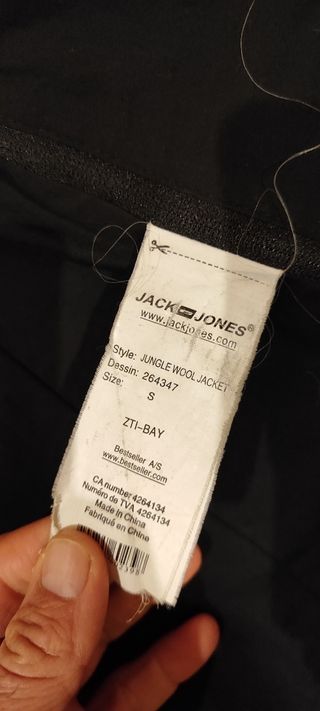 JACK JONES®
www.jackjones.com
Style: JUNGLE WOOL JACKET
Dessin: 264347
Size:
S
ZTI-BAY
Bestseller A/S
www.bestseller.com
CA number 4264134
Numéro de TVA 4264134
Made in China
Fabriqué en Chine